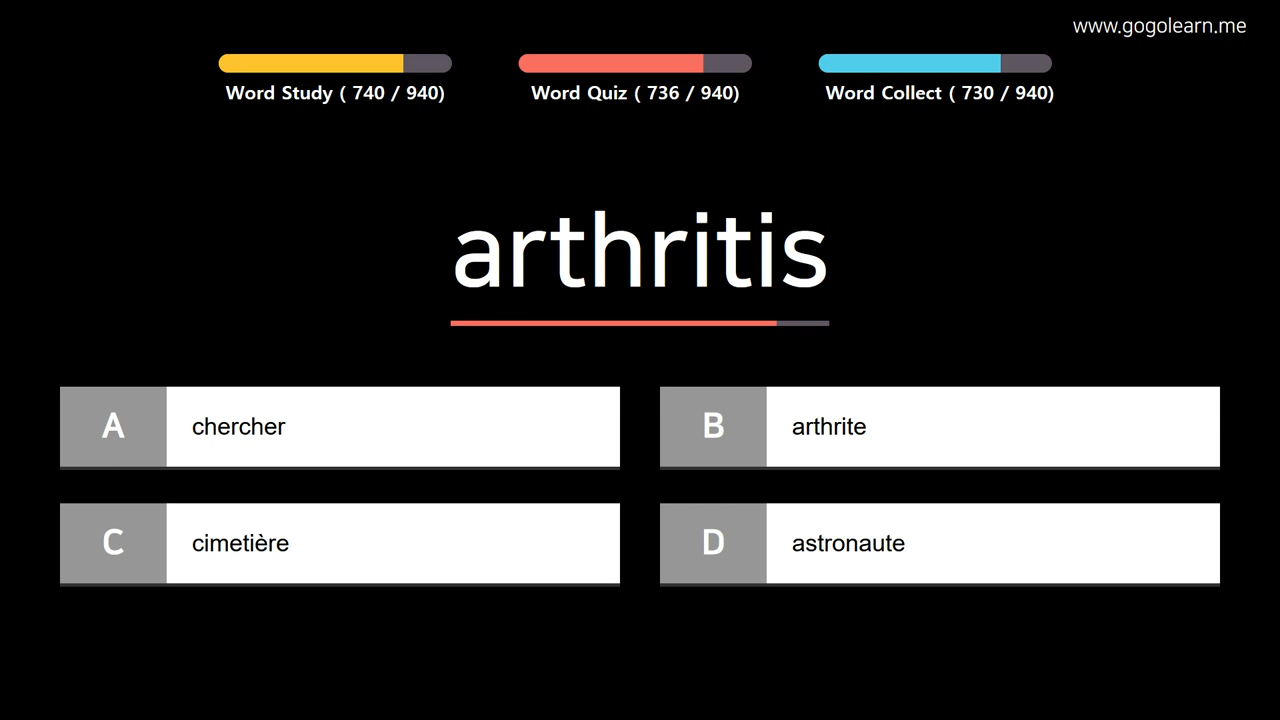 www.gogolearn.me
Word Study ( 740 / 940)
Word Quiz ( 736 / 940)
Word Collect ( 730 / 940)
arthritis
A chercher
B arthrite
C cimetière
D astronaute